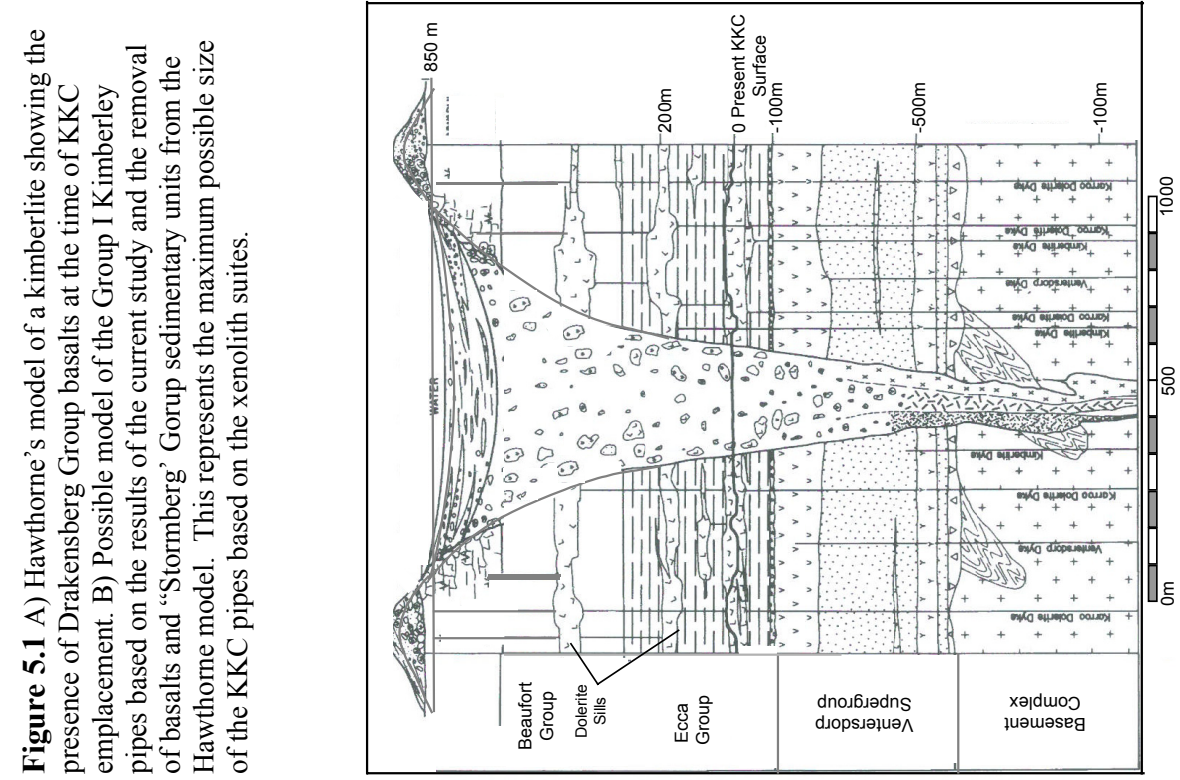 Figure 5.1 A) Hawthorne's model of a kimberlite showing the
presence of Drakensberg Group basalts at the time of KKC
emplacement. B) Possible model of the Group I Kimberley
pipes based on the results of the current study and the removal
of basalts and “Stormberg’ Gorup sedimentary units from the
Hawthorne model.  This represents the maximum possible size
of the KKC pipes based on the xenolith suites.
850 m
WATER
200m
0 Present KKC
Surface
-100m
-500m
-100m
Beaufort
Group
Dolerite
Sills
Ecca
Group
Ventersdorp
Supergroup
Basement
Complex
Karroo Dolerite Dyke
Ventersdorp Dyke
Karroo Dolerite Dyke
Kimberlite Dyke
Kimberlite Dyke
Karroo Dolerite Dyke
Ventersdorp Dyke
Kimberlite Dyke
Karroo Dolerite Dyke
Karroo Dolerite Dyke
0m
500
1000